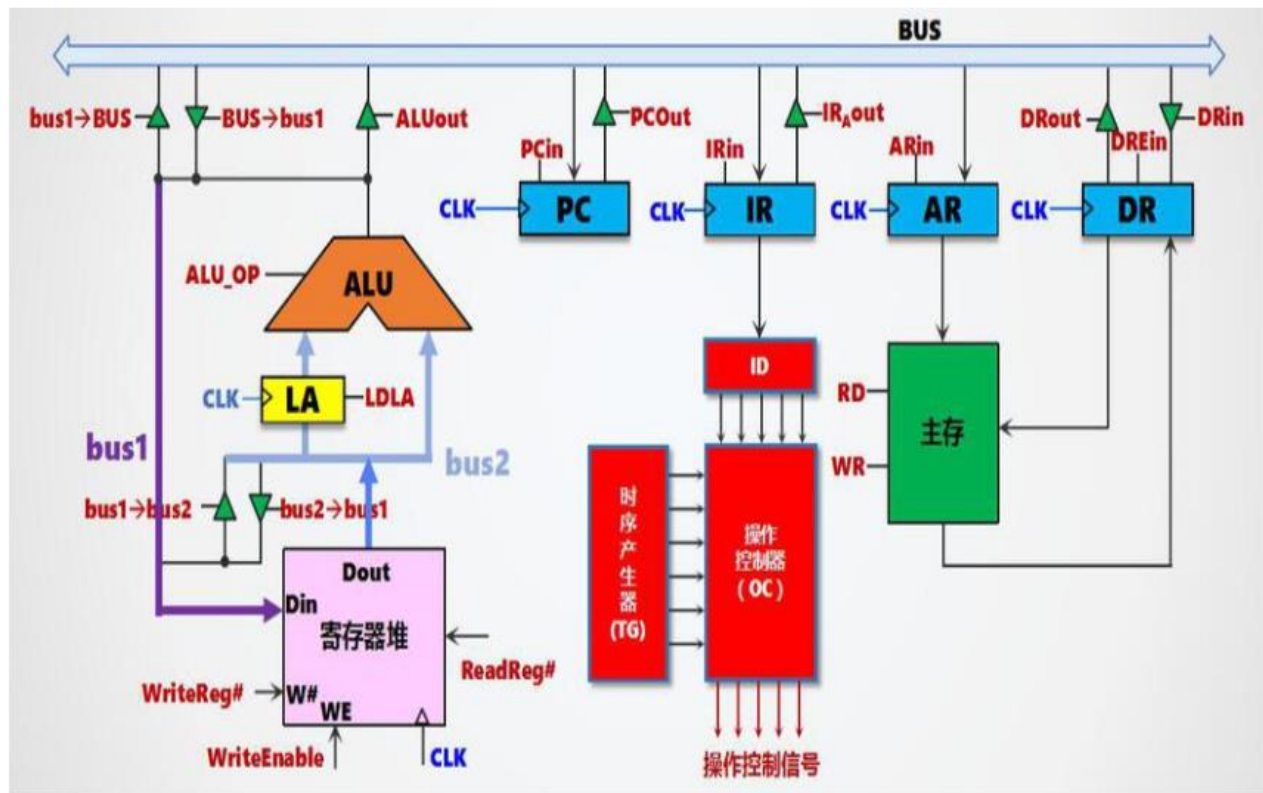 BUS
bus1→BUS
BUS→bus1
ALUout
PCOut
IRAout
DRout
DRin
DREin
PCin
IRin
ARin
CLK
PC
CLK
IR
CLK
AR
CLK
DR
ALU_OP
ALU
ID
CLK
LA
LDLA
RD
主存
WR
bus1
bus2
bus1→bus2
bus2→bus1
时序产生器(TG)
操作
控制器
(OC)
Dout
Din
寄存器堆
ReadReg#
WriteReg#
W#
WE
WriteEnable
CLK
操作控制信号